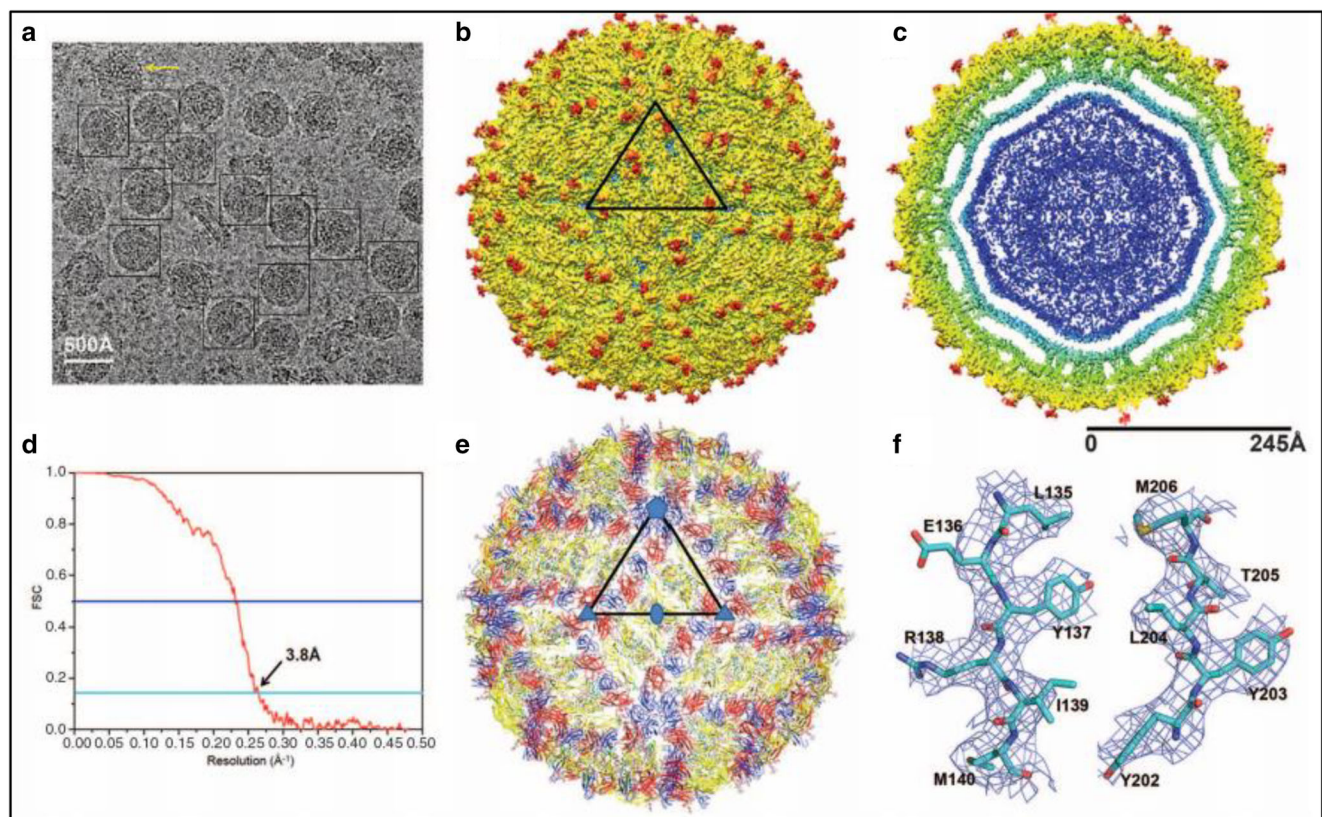 a
b
c
500Å
0 245Å
d
1.0
0.8
0.6
0.4
0.2
0.0
FSC
3.8Å
0.00 0.05 0.10 0.15 0.20 0.25 0.30 0.35 0.40 0.45 0.50
Resolution (Å⁻¹)
e
f
L135
E136
Y137
R138
I139
M140
M206
T205
L204
Y203
Y202